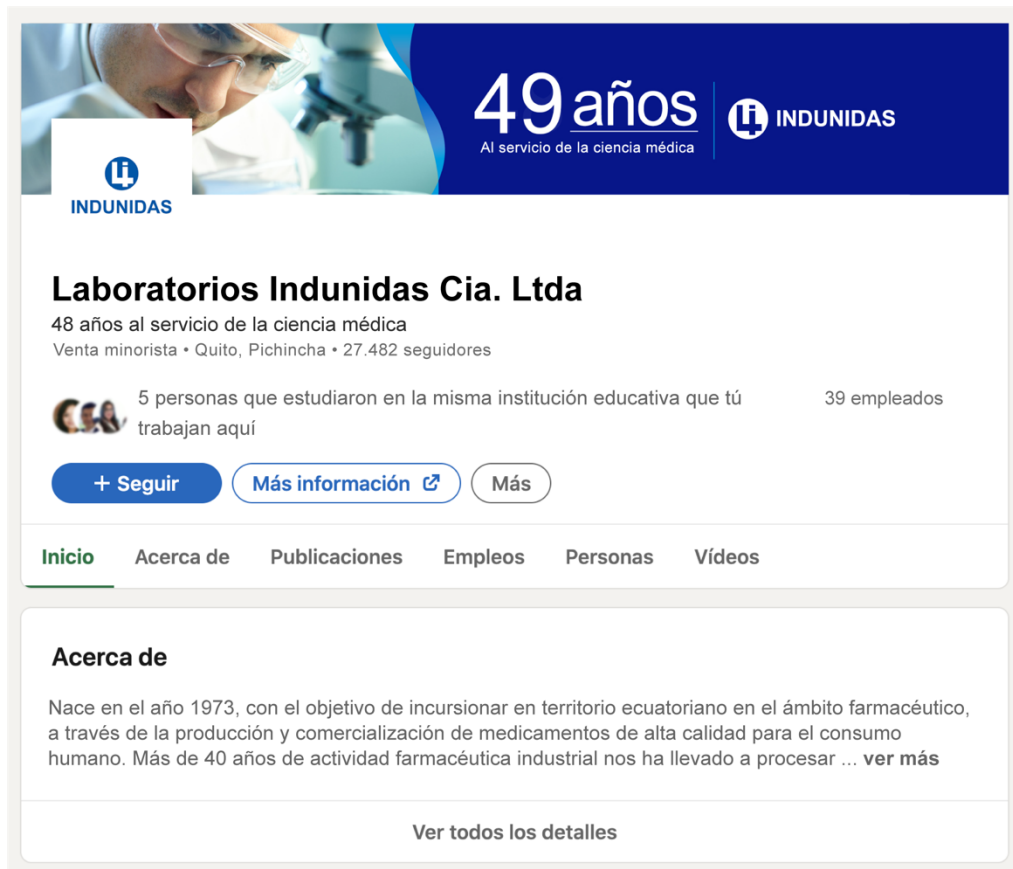 49 años
Al servicio de la ciencia médica
INDUNIDAS
INDUNIDAS
Laboratorios Indunidas Cia. Ltda
48 años al servicio de la ciencia médica
Venta minorista • Quito, Pichincha • 27.482 seguidores
5 personas que estudiaron en la misma institución educativa que tú
trabajan aquí
39 empleados
+ Seguir
Más información
Más
Inicio Acerca de Publicaciones Empleos Personas Vídeos
Acerca de
Nace en el año 1973, con el objetivo de incursionar en territorio ecuatoriano en el ámbito farmacéutico,
a través de la producción y comercialización de medicamentos de alta calidad para el consumo
humano. Más de 40 años de actividad farmacéutica industrial nos ha llevado a procesar ... ver más
Ver todos los detalles